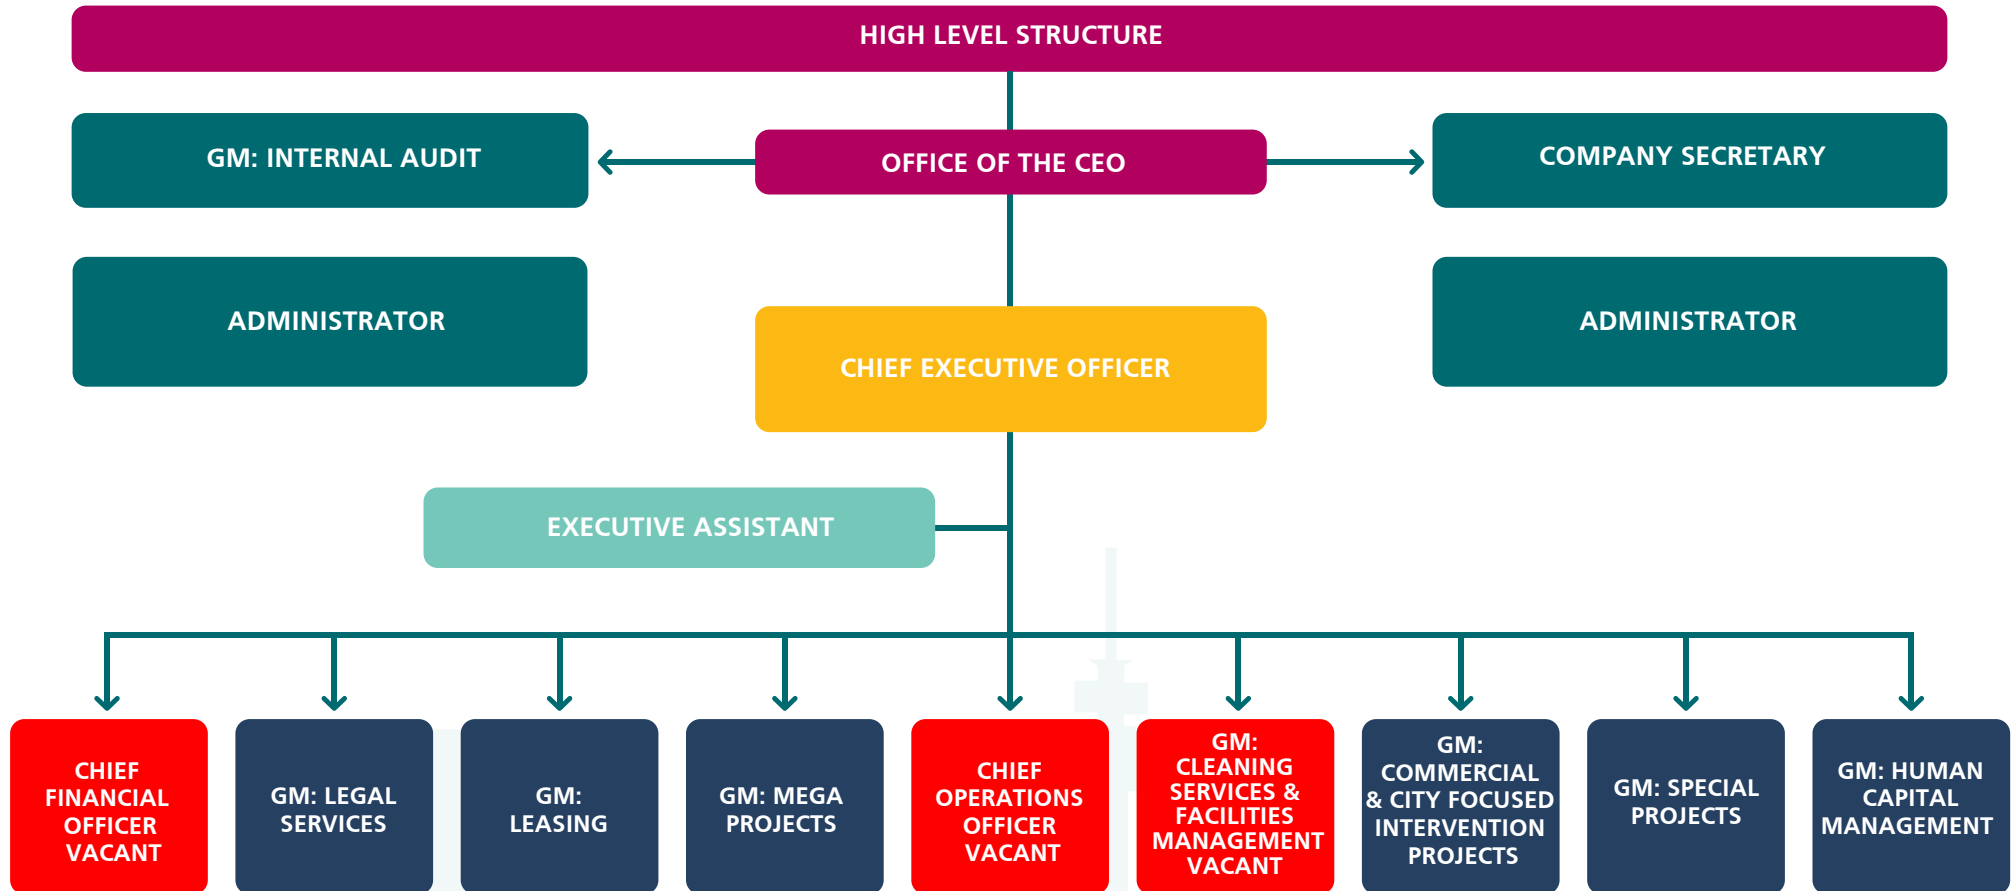 HIGH LEVEL STRUCTURE
GM: INTERNAL AUDIT
OFFICE OF THE CEO
COMPANY SECRETARY
ADMINISTRATOR
CHIEF EXECUTIVE OFFICER
ADMINISTRATOR
EXECUTIVE ASSISTANT
CHIEF
FINANCIAL
OFFICER
VACANT
GM: LEGAL
SERVICES
GM:
LEASING
GM: MEGA
PROJECTS
CHIEF
OPERATIONS
OFFICER
VACANT
GM:
CLEANING
SERVICES &
FACILITIES
MANAGEMENT
VACANT
GM:
COMMERCIAL
& CITY FOCUSED
INTERVENTION
PROJECTS
GM: SPECIAL
PROJECTS
GM: HUMAN
CAPITAL
MANAGEMENT